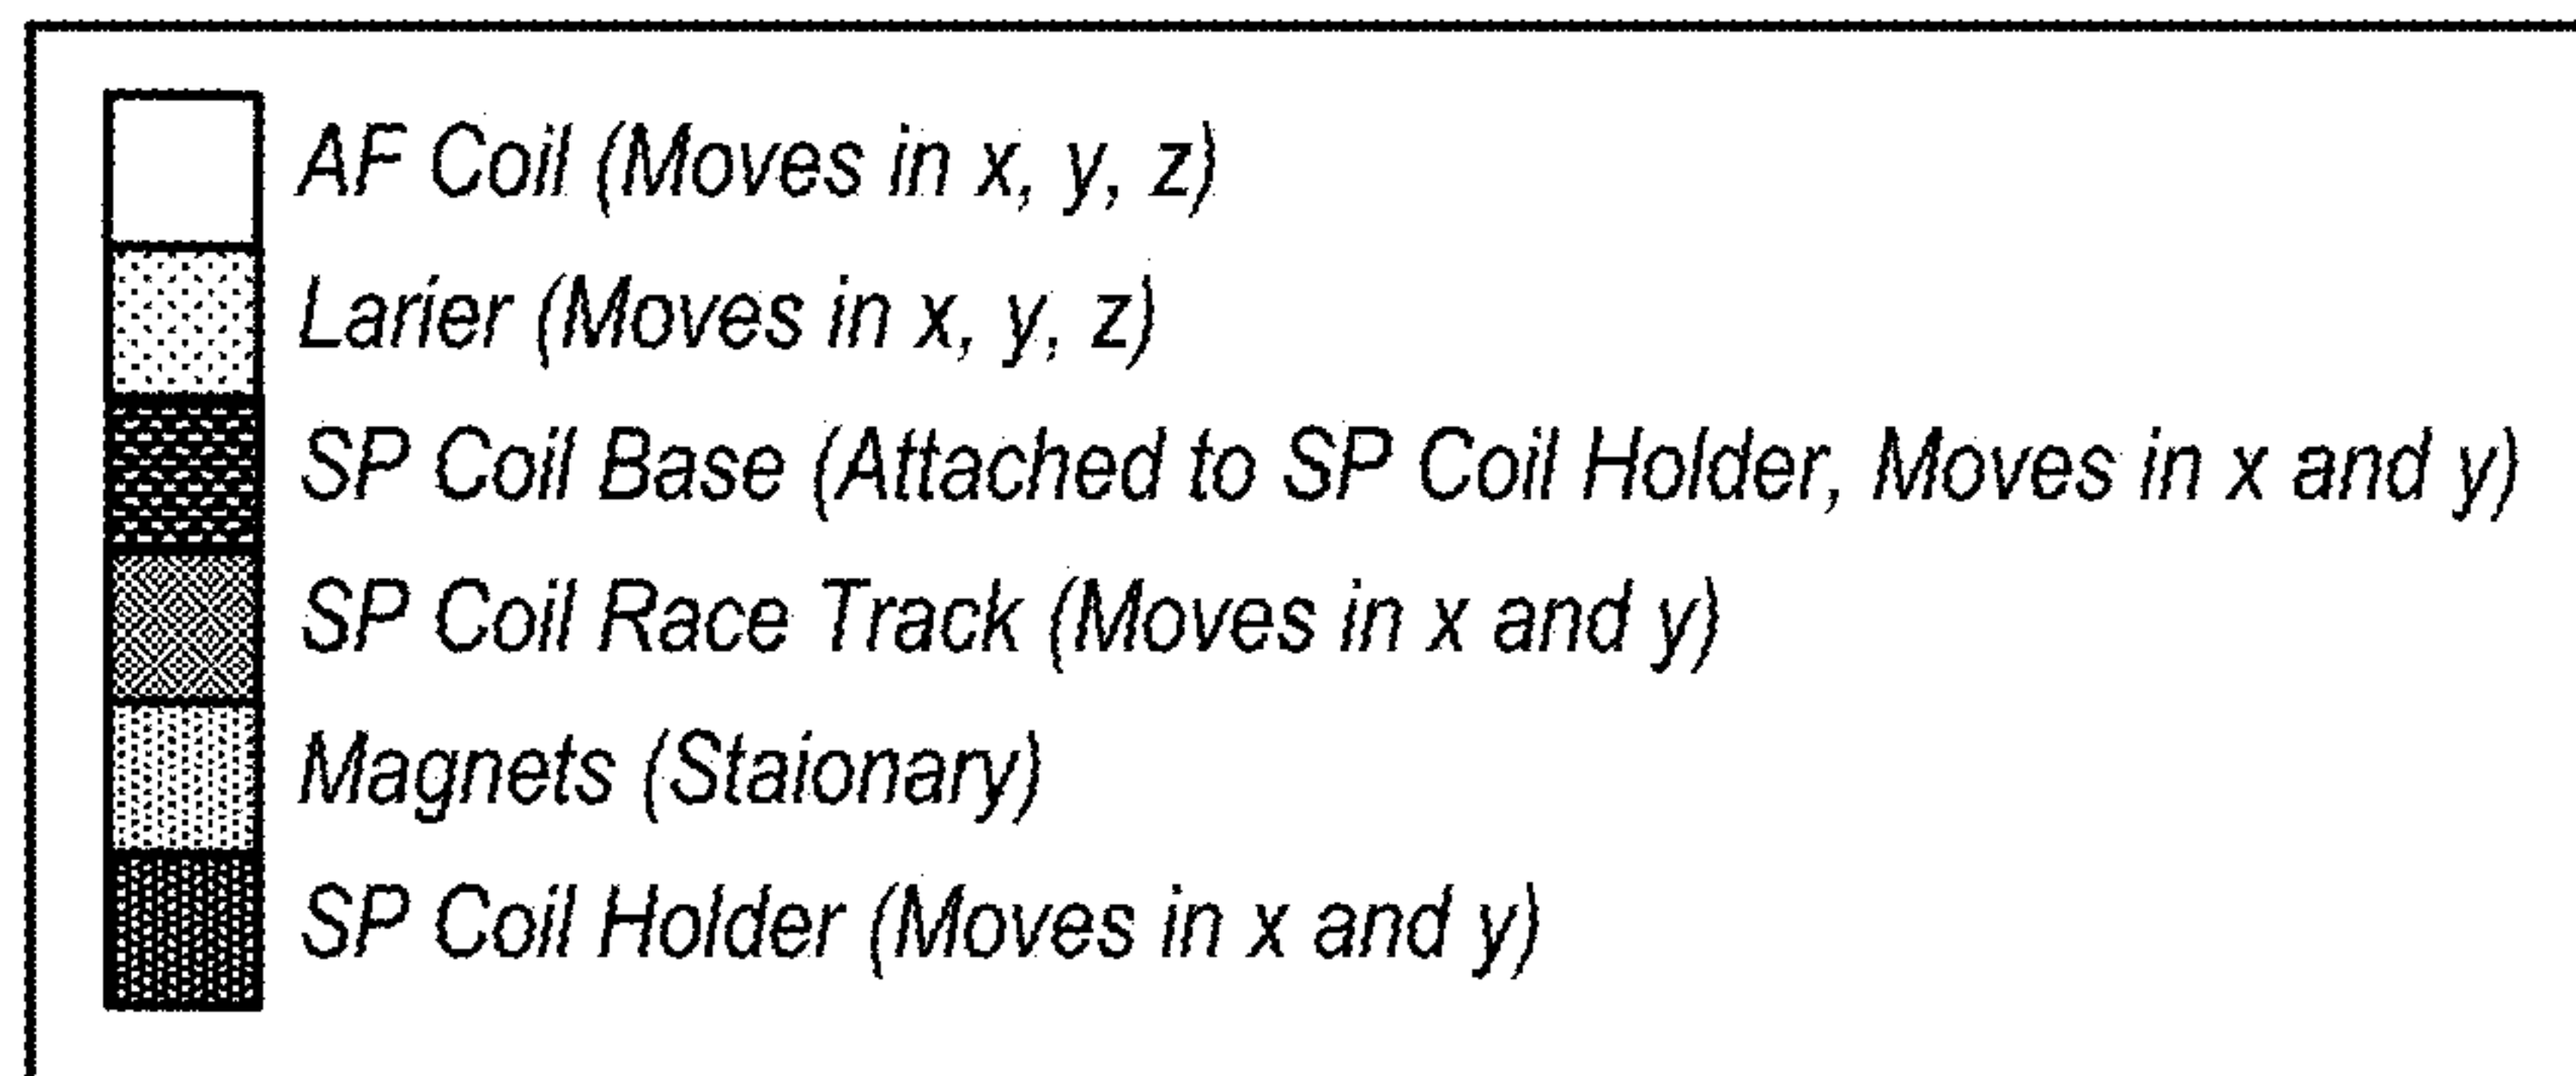 AF Coil (Moves in x, y, z)
Larier (Moves in x, y, z)
SP Coil Base (Attached to SP Coil Holder, Moves in x and y)
SP Coil Race Track (Moves in x and y)
Magnets (Staionary)
SP Coil Holder (Moves in x and y)